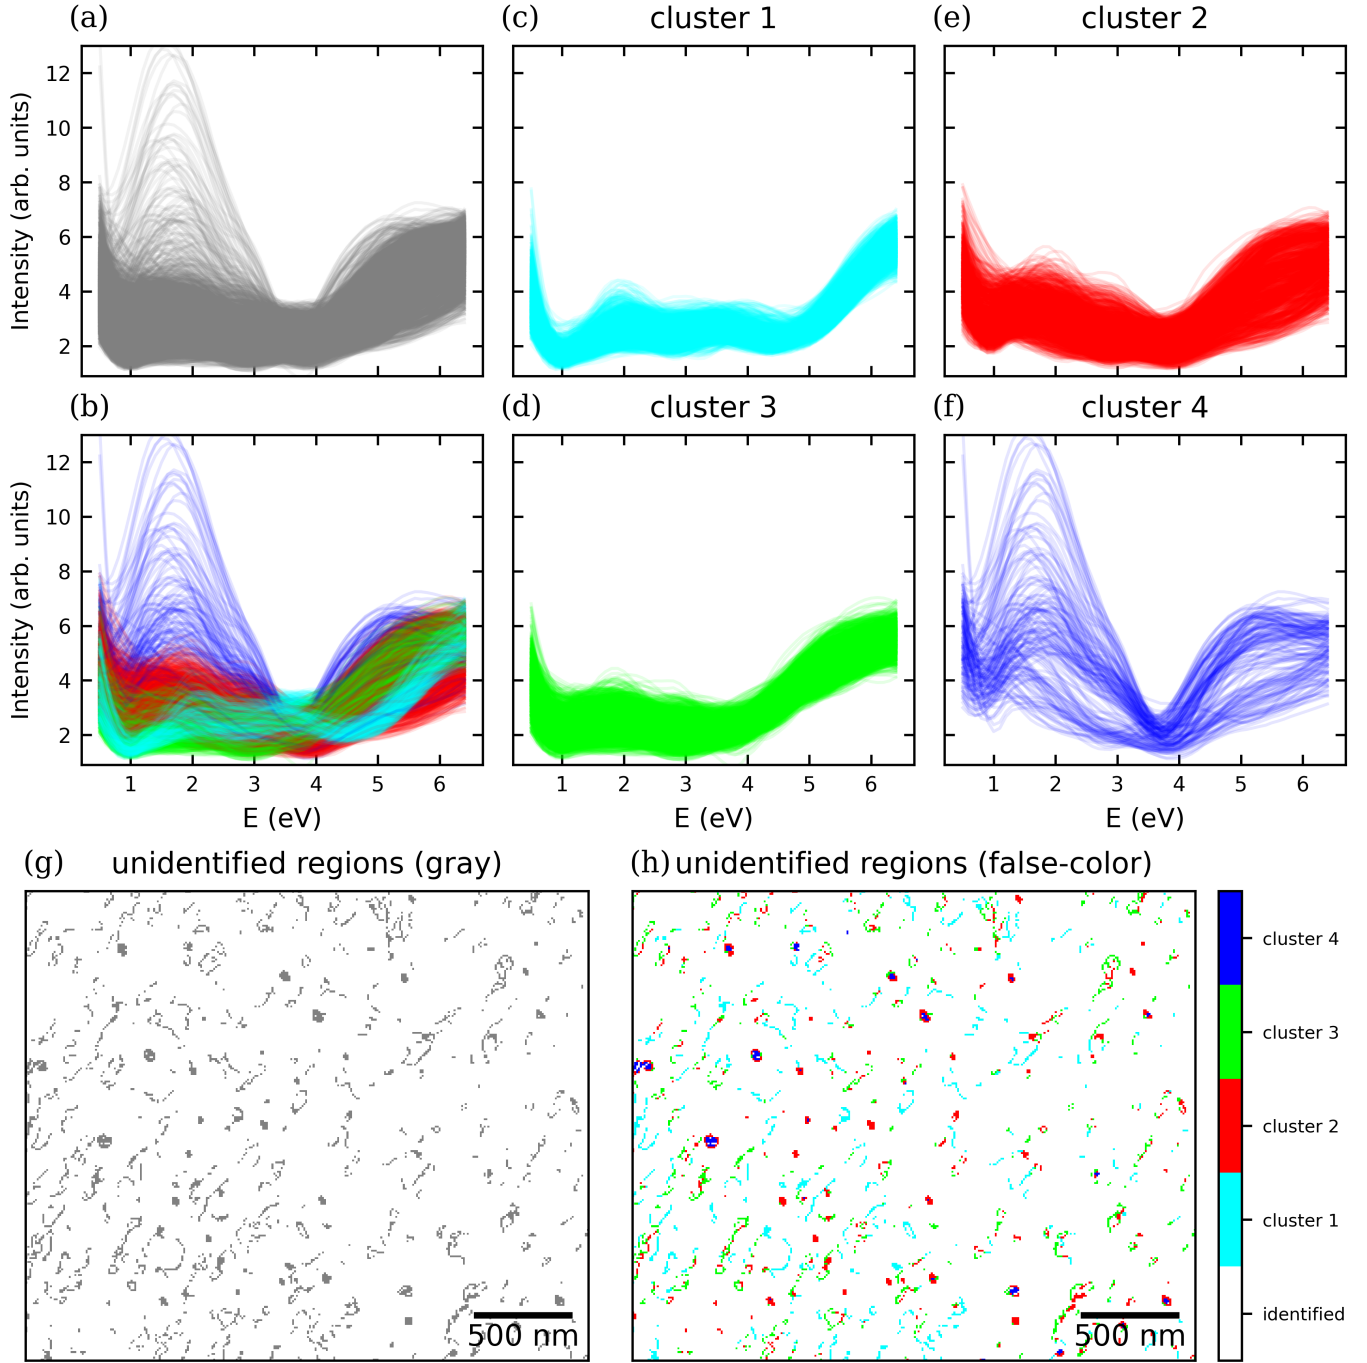 (a)
(c) cluster 1
(e) cluster 2
Intensity (arb. units)
12
10
8
6
4
2
(b)
(d) cluster 3
(f) cluster 4
Intensity (arb. units)
12
10
8
6
4
2
1 2 3 4 5 6
1 2 3 4 5 6
1 2 3 4 5 6
E (eV)
E (eV)
E (eV)
(g) unidentified regions (gray)
(h) unidentified regions (false-color)
500 nm
500 nm
cluster 4
cluster 3
cluster 2
cluster 1
identified